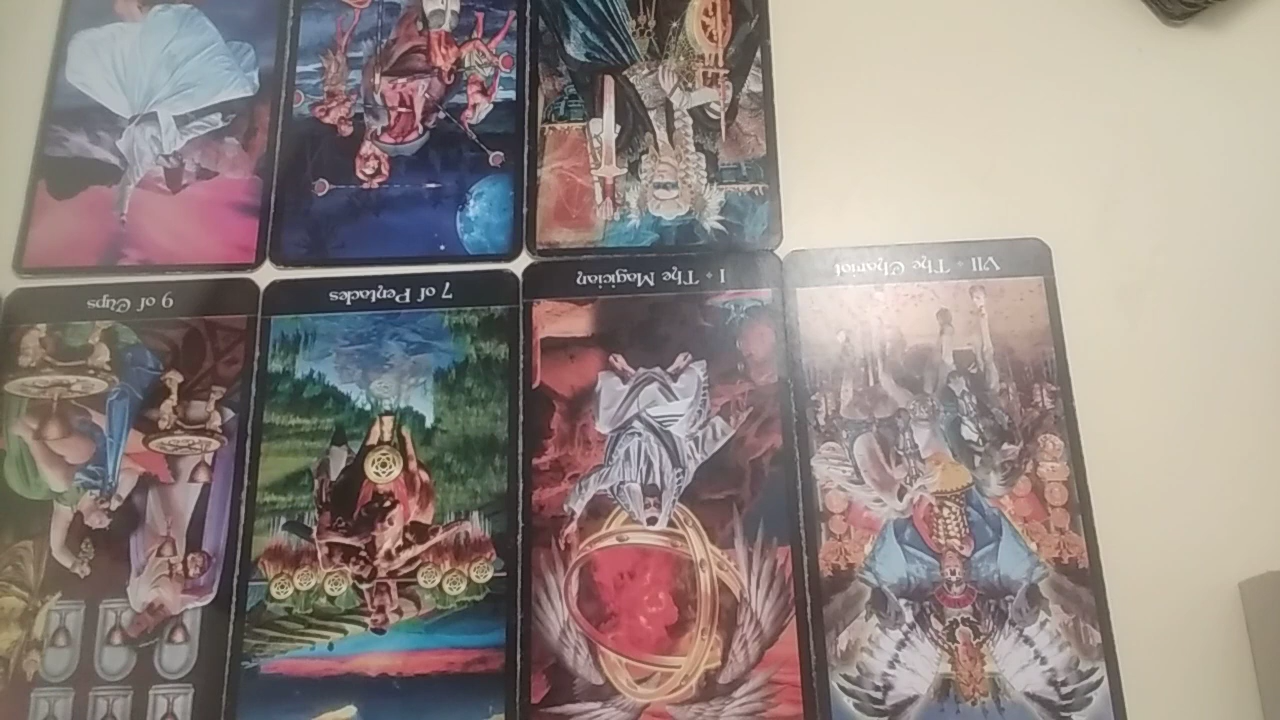 9 of Cups
7 of Pentacles
I ⬥ The Magician
VII ⬥ The Chariot